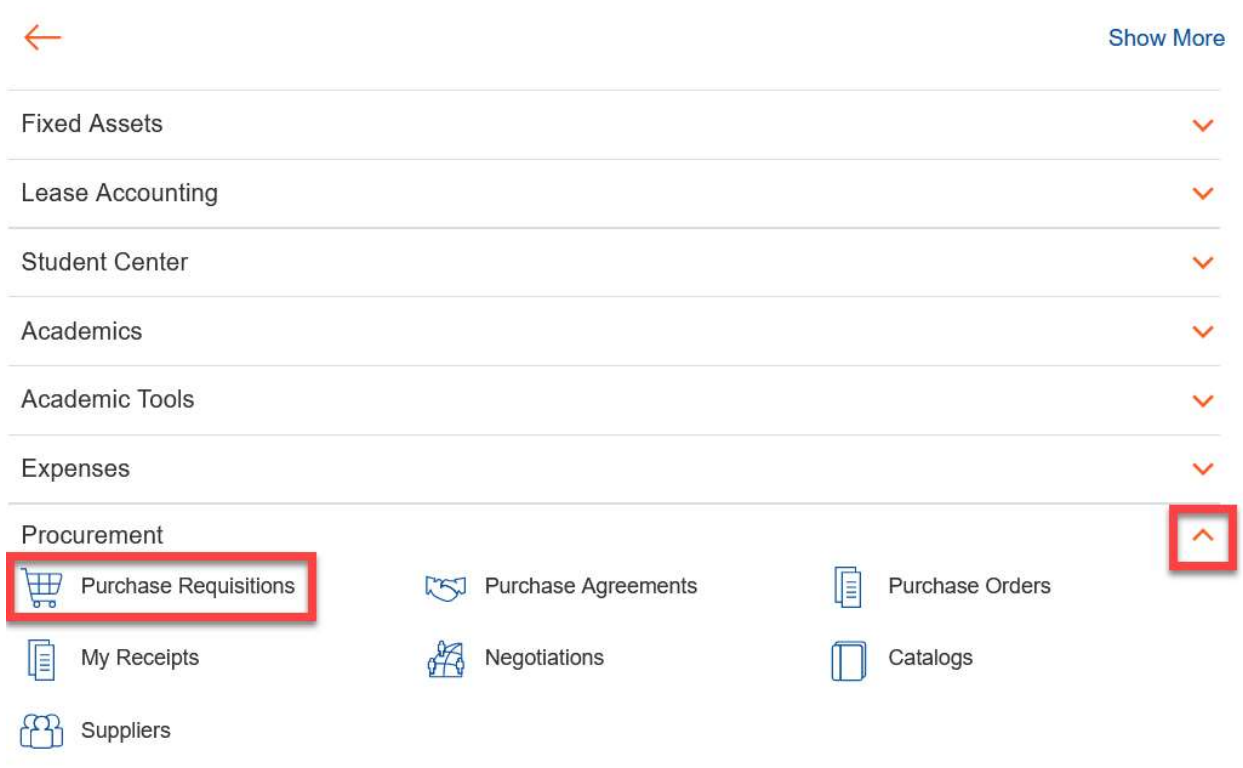 Show More
Fixed Assets
Lease Accounting
Student Center
Academics
Academic Tools
Expenses
Procurement
Purchase Requisitions Purchase Agreements Purchase Orders
My Receipts Negotiations Catalogs
Suppliers